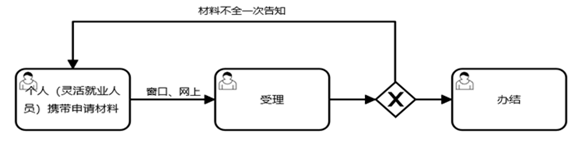 材料不全一次告知
个人（灵活就业人
员）携带申请材料
窗口、网上
受理
X
办结